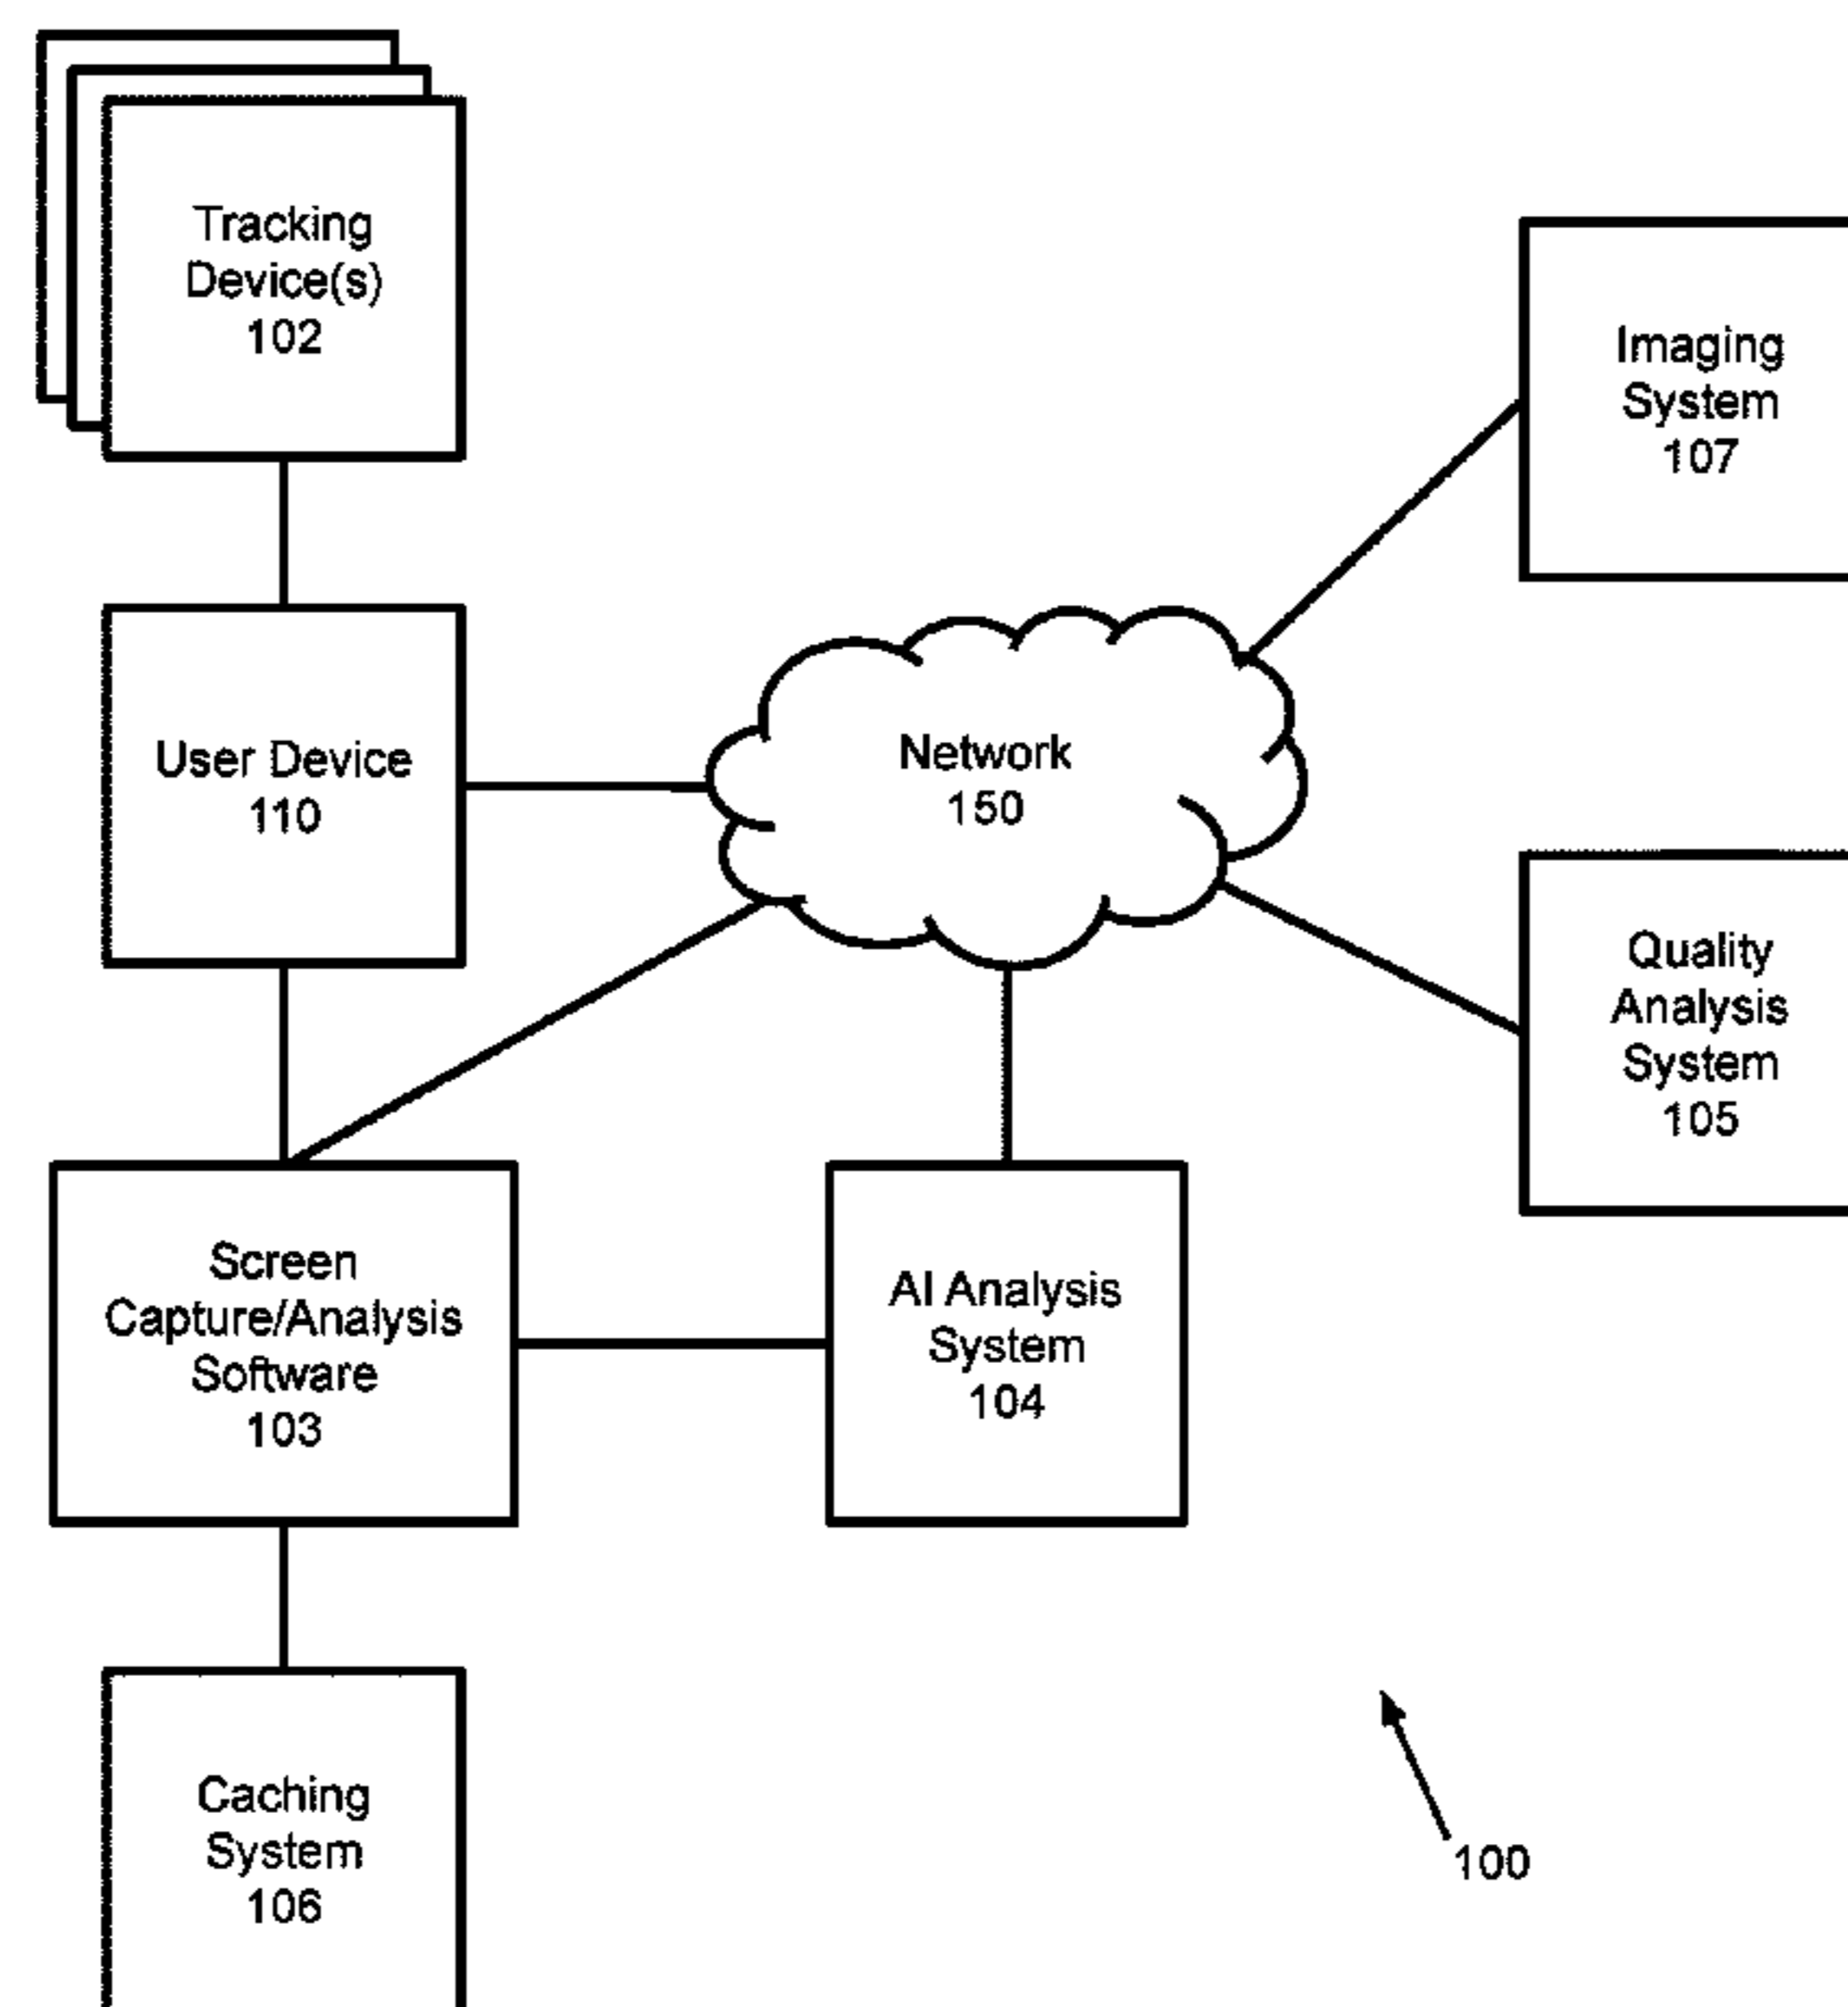 Tracking
Device(s)
102
Imaging
System
107
User Device
110
Network
150
Quality
Analysis
System
105
Screen
Capture/Analysis
Software
103
AI Analysis
System
104
Caching
System
106
100